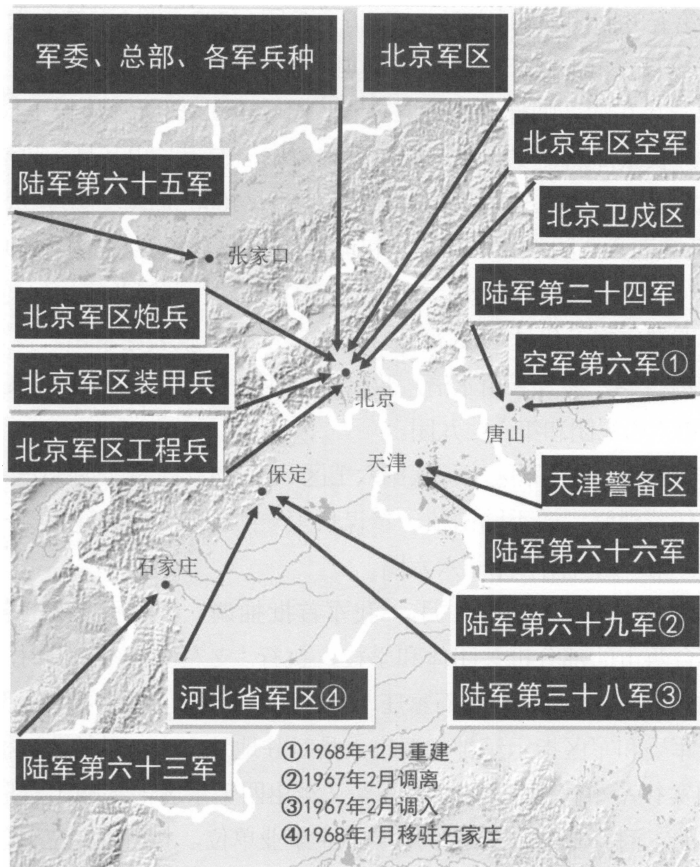 军委、总部、各军兵种
北京军区
北京军区空军
陆军第六十五军
北京卫戍区
张家口
陆军第二十四军
北京军区炮兵
空军第六军①
北京军区装甲兵
北京
唐山
北京军区工程兵
天津
保定
天津警备区
陆军第六十六军
石家庄
陆军第六十九军②
河北省军区④
陆军第三十八军③
陆军第六十三军
①1968年12月重建
②1967年2月调离
③1967年2月调入
④1968年1月移驻石家庄